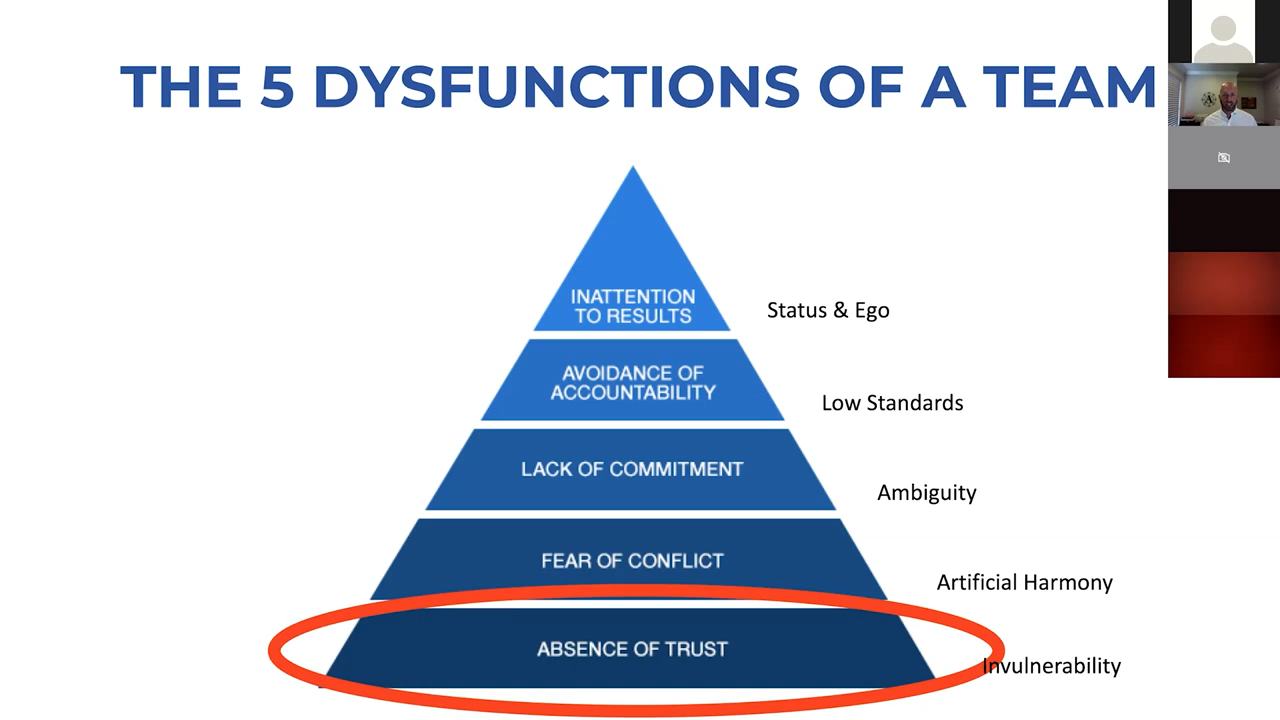 THE 5 DYSFUNCTIONS OF A TEAM
INATTENTION
TO RESULTS
Status & Ego
AVOIDANCE OF
ACCOUNTABILITY
Low Standards
LACK OF COMMITMENT
Ambiguity
FEAR OF CONFLICT
Artificial Harmony
ABSENCE OF TRUST
Invulnerability